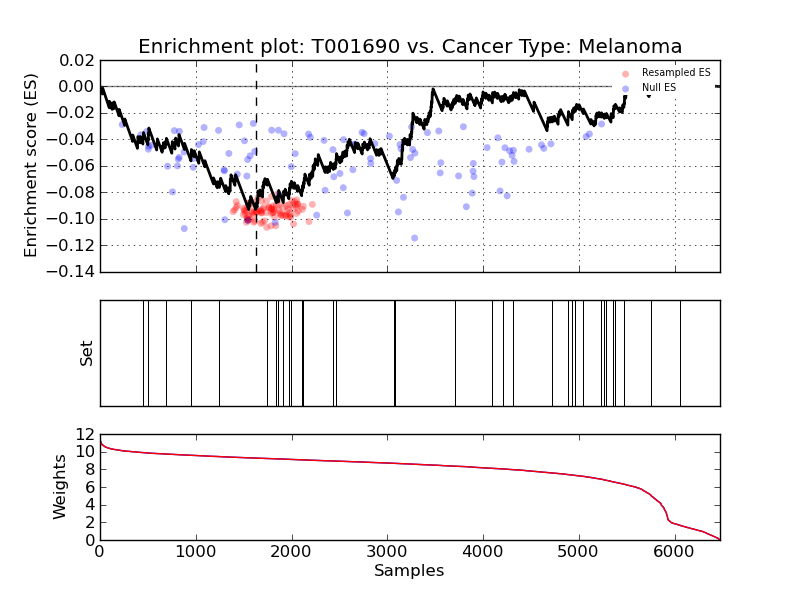 Enrichment plot: T001690 vs. Cancer Type: Melanoma
Enrichment score (ES)
0.02
0.00
−0.02
−0.04
−0.06
−0.08
−0.10
−0.12
−0.14
Resampled ES
Null ES
Set
Weights
12
10
8
6
4
2
0
0 1000 2000 3000 4000 5000 6000
Samples